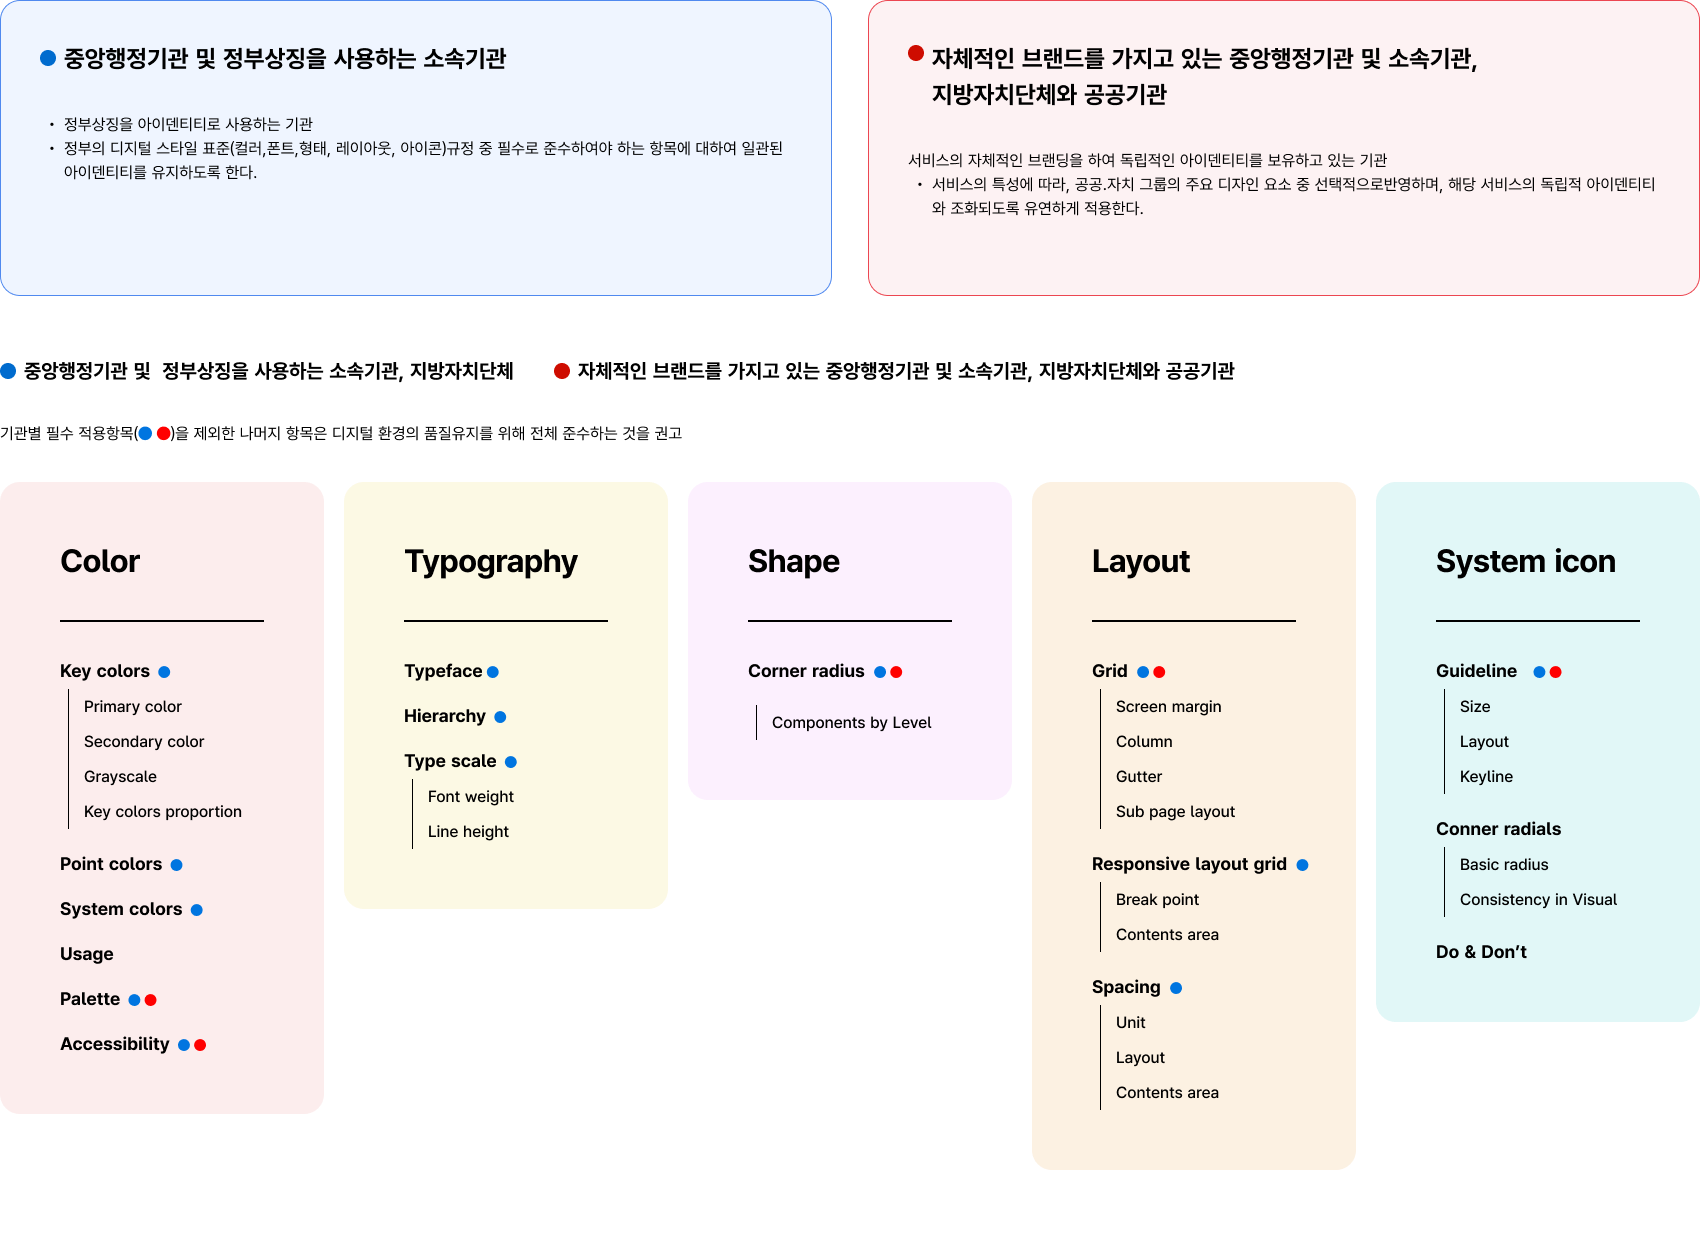 중앙행정기관 및 정부상징을 사용하는 소속기관
• 정부상징을 아이덴티티로 사용하는 기관
• 정부의 디지털 스타일 표준(컬러,폰트,형태, 레이아웃, 아이콘)규정 중 필수로 준수하여야 하는 항목에 대하여 일관된
아이덴티티를 유지하도록 한다.
자체적인 브랜드를 가지고 있는 중앙행정기관 및 소속기관,
지방자치단체와 공공기관
서비스의 자체적인 브랜딩을 하여 독립적인 아이덴티티를 보유하고 있는 기관
• 서비스의 특성에 따라, 공공.자치 그룹의 주요 디자인 요소 중 선택적으로반영하며, 해당 서비스의 독립적 아이덴티티
와 조화되도록 유연하게 적용한다.
중앙행정기관 및 정부상징을 사용하는 소속기관, 지방자치단체
자체적인 브랜드를 가지고 있는 중앙행정기관 및 소속기관, 지방자치단체와 공공기관
기관별 필수 적용항목( )을 제외한 나머지 항목은 디지털 환경의 품질유지를 위해 전체 준수하는 것을 권고
Color
Key colors
Primary color
Secondary color
Grayscale
Key colors proportion
Point colors
System colors
Usage
Palette
Accessibility
Typography
Typeface
Hierarchy
Type scale
Font weight
Line height
Shape
Corner radius
Components by Level
Layout
Grid
Screen margin
Column
Gutter
Sub page layout
Responsive layout grid
Break point
Contents area
Spacing
Unit
Layout
Contents area
System icon
Guideline
Size
Layout
Keyline
Conner radials
Basic radius
Consistency in Visual
Do & Don’t